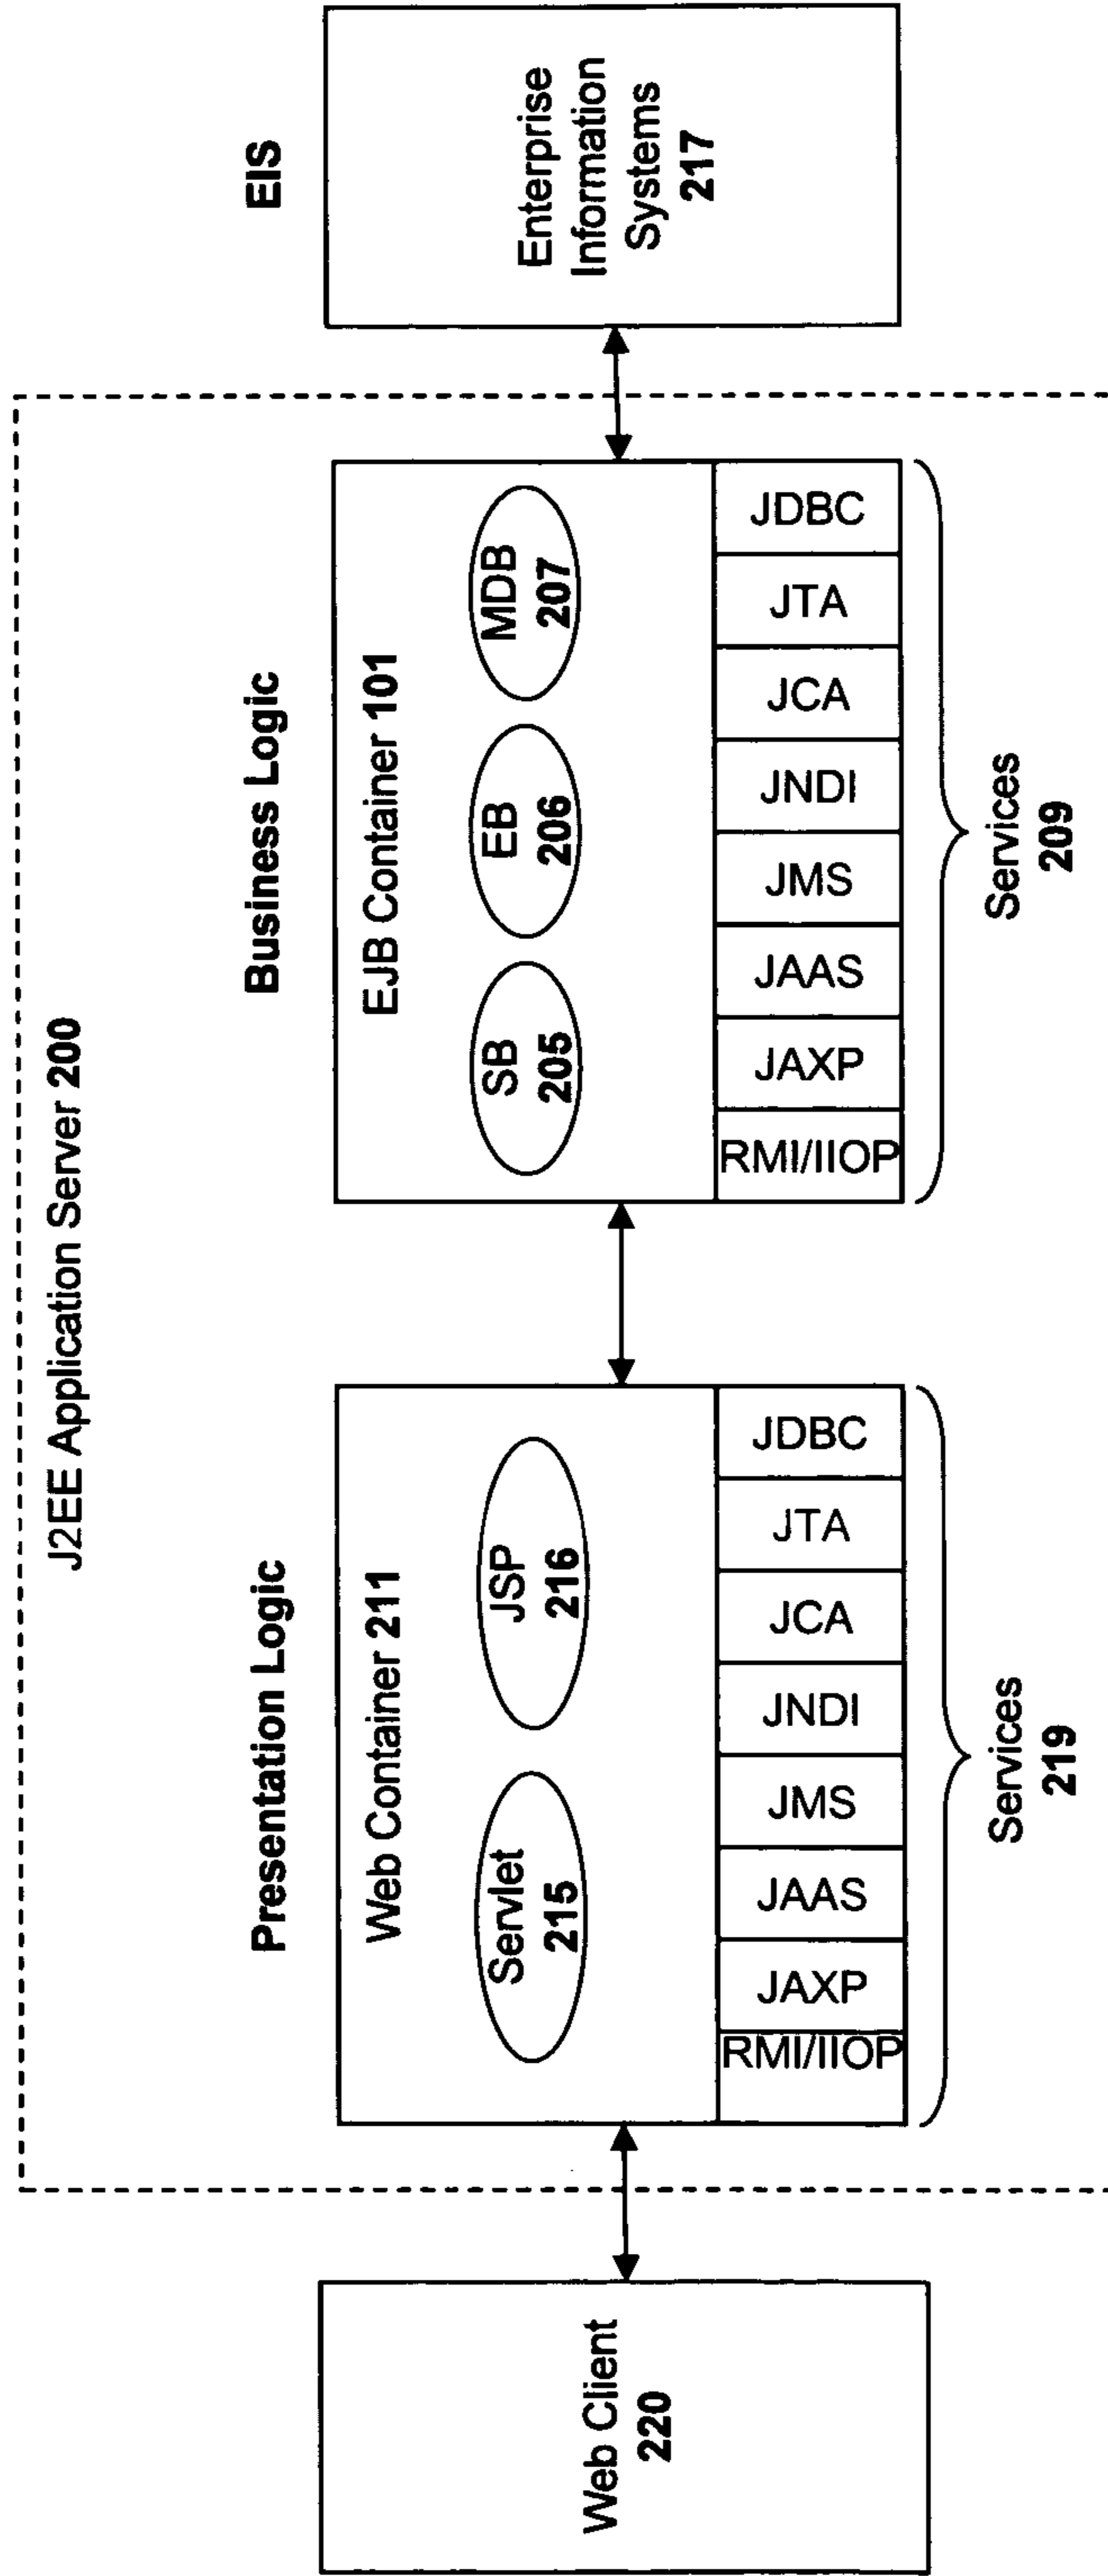 J2EE Application Server 200
Presentation Logic
Business Logic
EIS
Web Client
220
Web Container 211
Servlet
215
JSP
216
RMI/IIOP
JAXP
JAAS
JMS
JNDI
JCA
JTA
JDBC
Services
219
EJB Container 101
SB
205
EB
206
MDB
207
RMI/IIOP
JAXP
JAAS
JMS
JNDI
JCA
JTA
JDBC
Services
209
Enterprise
Information
Systems
217